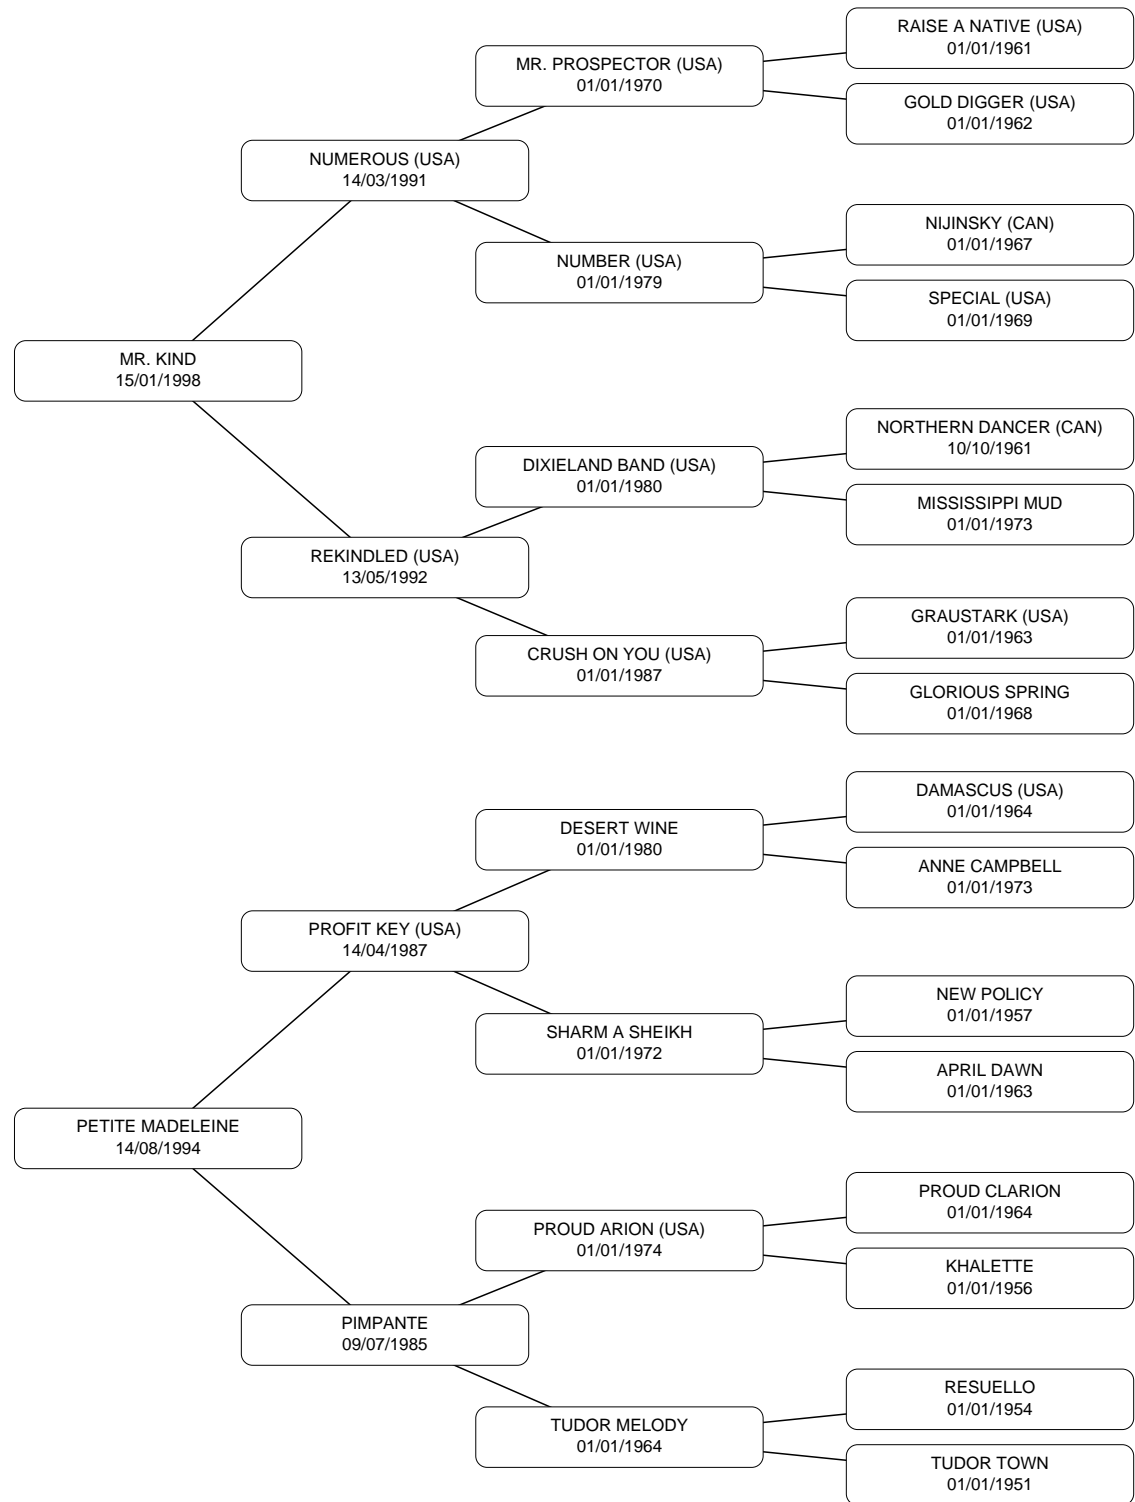 RAISE A NATIVE (USA)
01/01/1961
MR. PROSPECTOR (USA)
01/01/1970
GOLD DIGGER (USA)
01/01/1962
NUMEROUS (USA)
14/03/1991
NIJINSKY (CAN)
01/01/1967
NUMBER (USA)
01/01/1979
SPECIAL (USA)
01/01/1969
MR. KIND
15/01/1998
NORTHERN DANCER (CAN)
10/10/1961
DIXIELAND BAND (USA)
01/01/1980
MISSISSIPPI MUD
01/01/1973
REKINDLED (USA)
13/05/1992
GRAUSTARK (USA)
01/01/1963
CRUSH ON YOU (USA)
01/01/1987
GLORIOUS SPRING
01/01/1968
DAMASCUS (USA)
01/01/1964
DESERT WINE
01/01/1980
ANNE CAMPBELL
01/01/1973
PROFIT KEY (USA)
14/04/1987
NEW POLICY
01/01/1957
SHARM A SHEIKH
01/01/1972
APRIL DAWN
01/01/1963
PETITE MADELEINE
14/08/1994
PROUD CLARION
01/01/1964
PROUD ARION (USA)
01/01/1974
KHALETTE
01/01/1956
PIMPANTE
09/07/1985
RESUELLO
01/01/1954
TUDOR MELODY
01/01/1964
TUDOR TOWN
01/01/1951